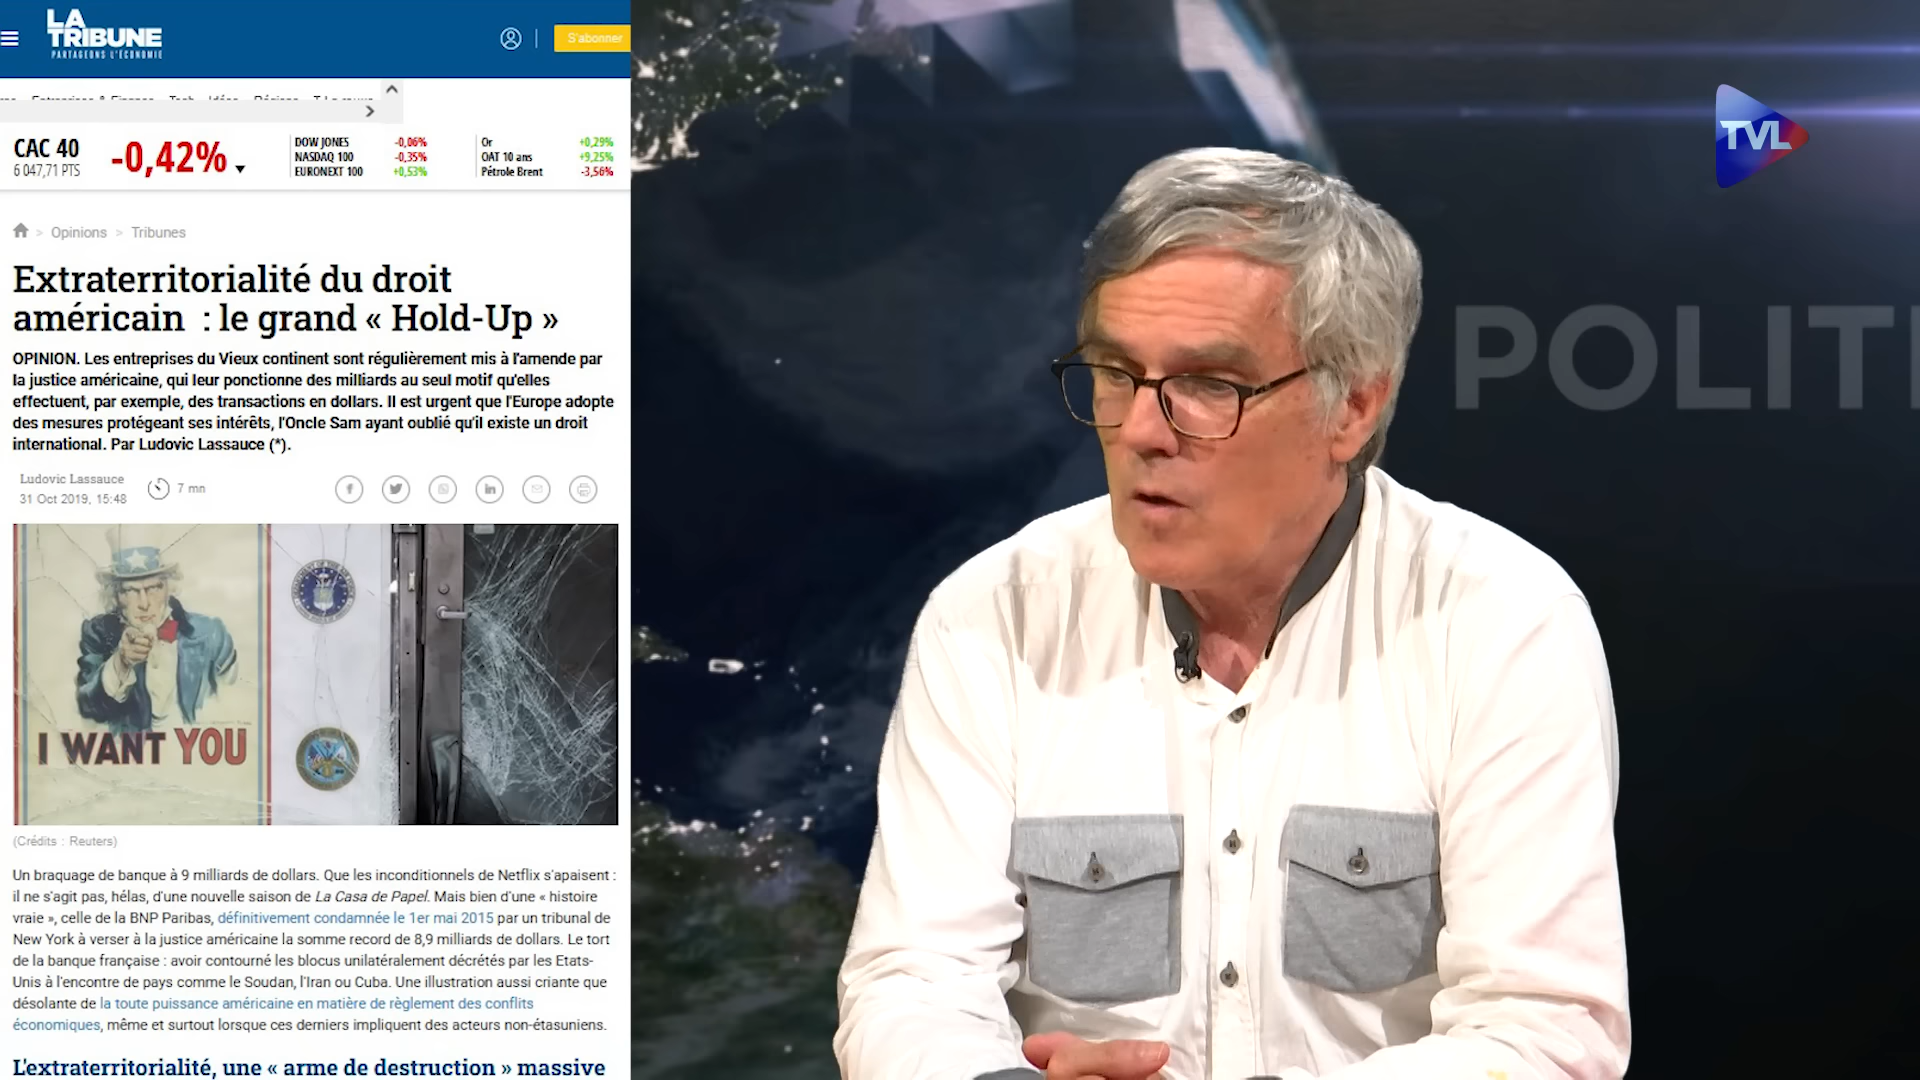 LA
TRIBUNE
PARTAGEONS L'ÉCONOMIE
S'abonner
Entreprises & Finance Tech Idées Régions T La revue
CAC 40
6 047,71 PTS
-0,42%
DOW JONES -0,06%
NASDAQ 100 -0,35%
EURONEXT 100 +0,53%
Or +0,29%
OAT 10 ans +9,25%
Pétrole Brent -3,56%
> Opinions > Tribunes
Extraterritorialité du droit
américain : le grand « Hold-Up »
OPINION. Les entreprises du Vieux continent sont régulièrement mis à l'amende par
la justice américaine, qui leur ponctionne des milliards au seul motif qu'elles
effectuent, par exemple, des transactions en dollars. Il est urgent que l'Europe adopte
des mesures protégeant ses intérêts, l'Oncle Sam ayant oublié qu'il existe un droit
international. Par Ludovic Lassauce (*).
Ludovic Lassauce
31 Oct 2019, 15:48
7 mn
I WANT YOU
(Crédits : Reuters)
Un braquage de banque à 9 milliards de dollars. Que les inconditionnels de Netflix s'apaisent :
il ne s'agit pas, hélas, d'une nouvelle saison de La Casa de Papel. Mais bien d'une « histoire
vraie », celle de la BNP Paribas, définitivement condamnée le 1er mai 2015 par un tribunal de
New York à verser à la justice américaine la somme record de 8,9 milliards de dollars. Le tort
de la banque française : avoir contourné les blocus unilatéralement décrétés par les Etats-
Unis à l'encontre de pays comme le Soudan, l'Iran ou Cuba. Une illustration aussi criante que
désolante de la toute puissance américaine en matière de règlement des conflits
économiques, même et surtout lorsque ces derniers impliquent des acteurs non-étasuniens.
L'extraterritorialité, une « arme de destruction » massive
TVL
POLITI